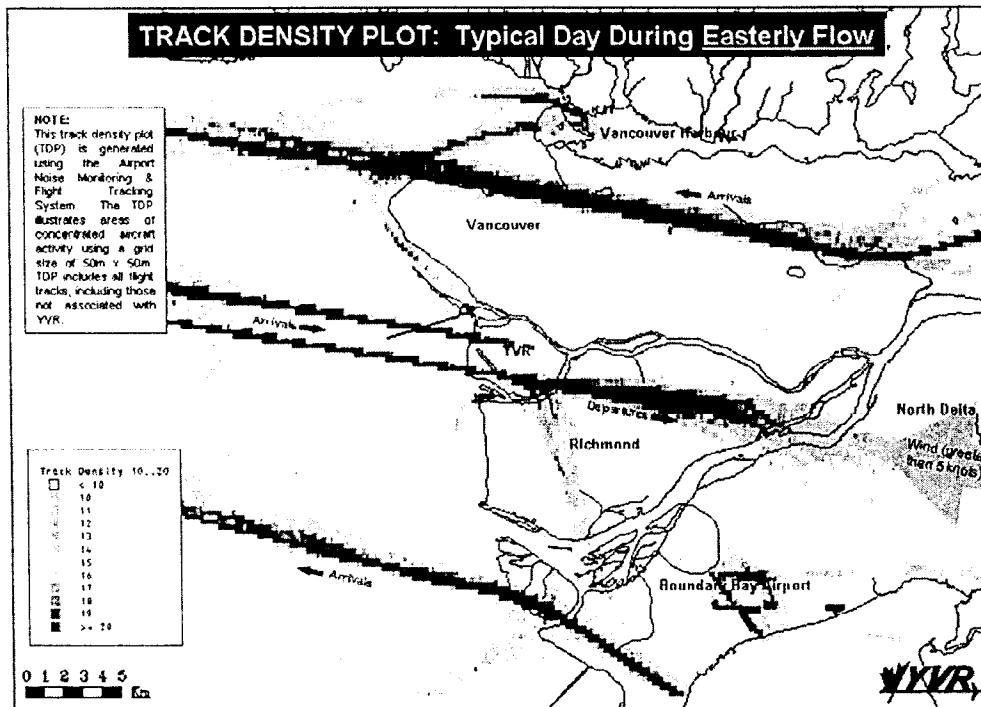 TRACK DENSITY PLOT: Typical Day During Easterly Flow
NOTE:
This track density plot
(TDP) is generated
using the Airport
Noise Monitoring &
Flight Tracking
System. The TDP
illustrates areas of
concentrated aircraft
activity using a grid
size of 50m x 50m.
TDP includes all flight
tracks, including those
not associated with
YVR.
Vancouver Harbour
Arrivals
Vancouver
Arrivals
YVR
Departures
North Delta
Richmond
Wind (greate
than 5 knots)
Track Density 10..20
< 10
10
11
12
13
14
15
16
17
18
19
>= 20
Arrivals
Boundary Bay Airport
0 1 2 3 4 5
Km
YVR